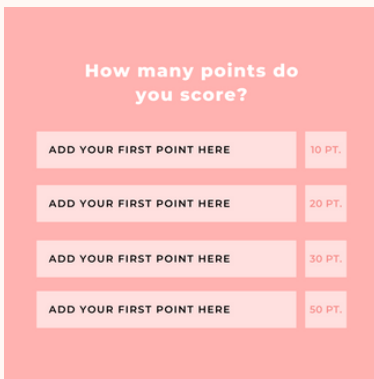 How many points do
you score?
ADD YOUR FIRST POINT HERE 10 PT.
ADD YOUR FIRST POINT HERE 20 PT.
ADD YOUR FIRST POINT HERE 30 PT.
ADD YOUR FIRST POINT HERE 50 PT.